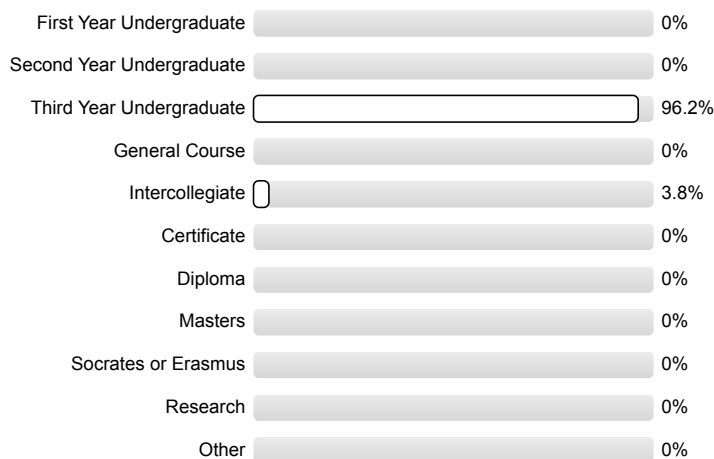 First Year Undergraduate 0%
Second Year Undergraduate 0%
Third Year Undergraduate 96.2%
General Course 0%
Intercollegiate 3.8%
Certificate 0%
Diploma 0%
Masters 0%
Socrates or Erasmus 0%
Research 0%
Other 0%